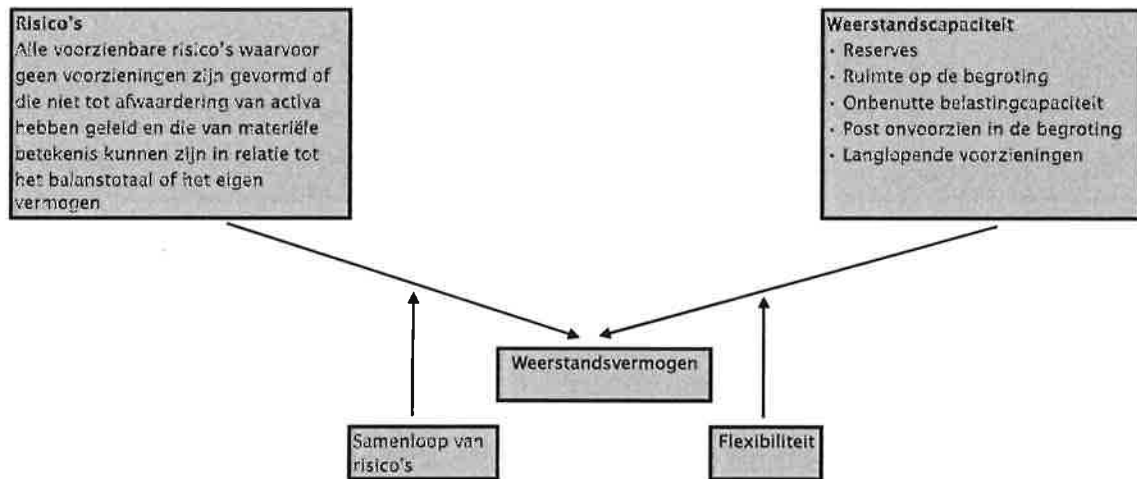 Risico's
Alle voorzienbare risico's waarvoor
geen voorzieningen zijn gevormd of
die niet tot afwaardering van activa
hebben geleid en die van materiële
betekenis kunnen zijn in relatie tot
het balanstotaal of het eigen
vermogen
Weerstandscapaciteit
· Reserves
· Ruimte op de begroting
· Onbenutte belastingcapaciteit
· Post onvoorzien in de begroting
· Langlopende voorzieningen
Weerstandsvermogen
Samenloop van
risico's
Flexibiliteit